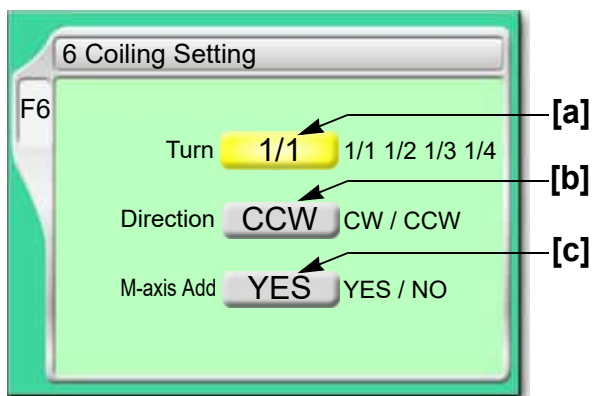 6 Coiling Setting
F6
[a]
Turn 1/1 1/1 1/2 1/3 1/4
[b]
Direction CCW CW / CCW
[c]
M-axis Add YES YES / NO